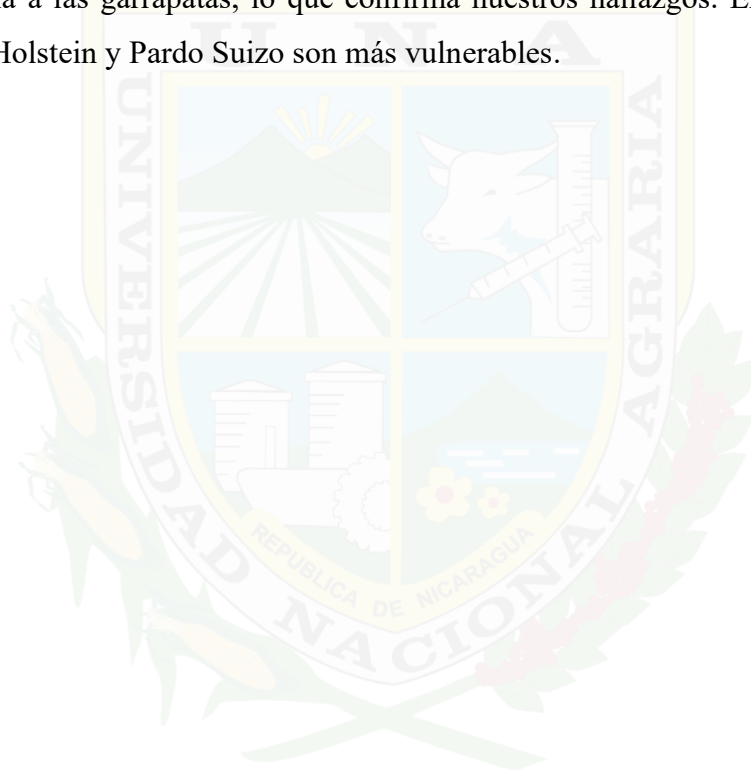 a las garrapatas, lo que confirma nuestros hallazgos.
Holstein y Pardo Suizo son más vulnerables.
U N A
UNIVERSIDAD NACIONAL AGRARIA
REPUBLICA DE NICARAGUA